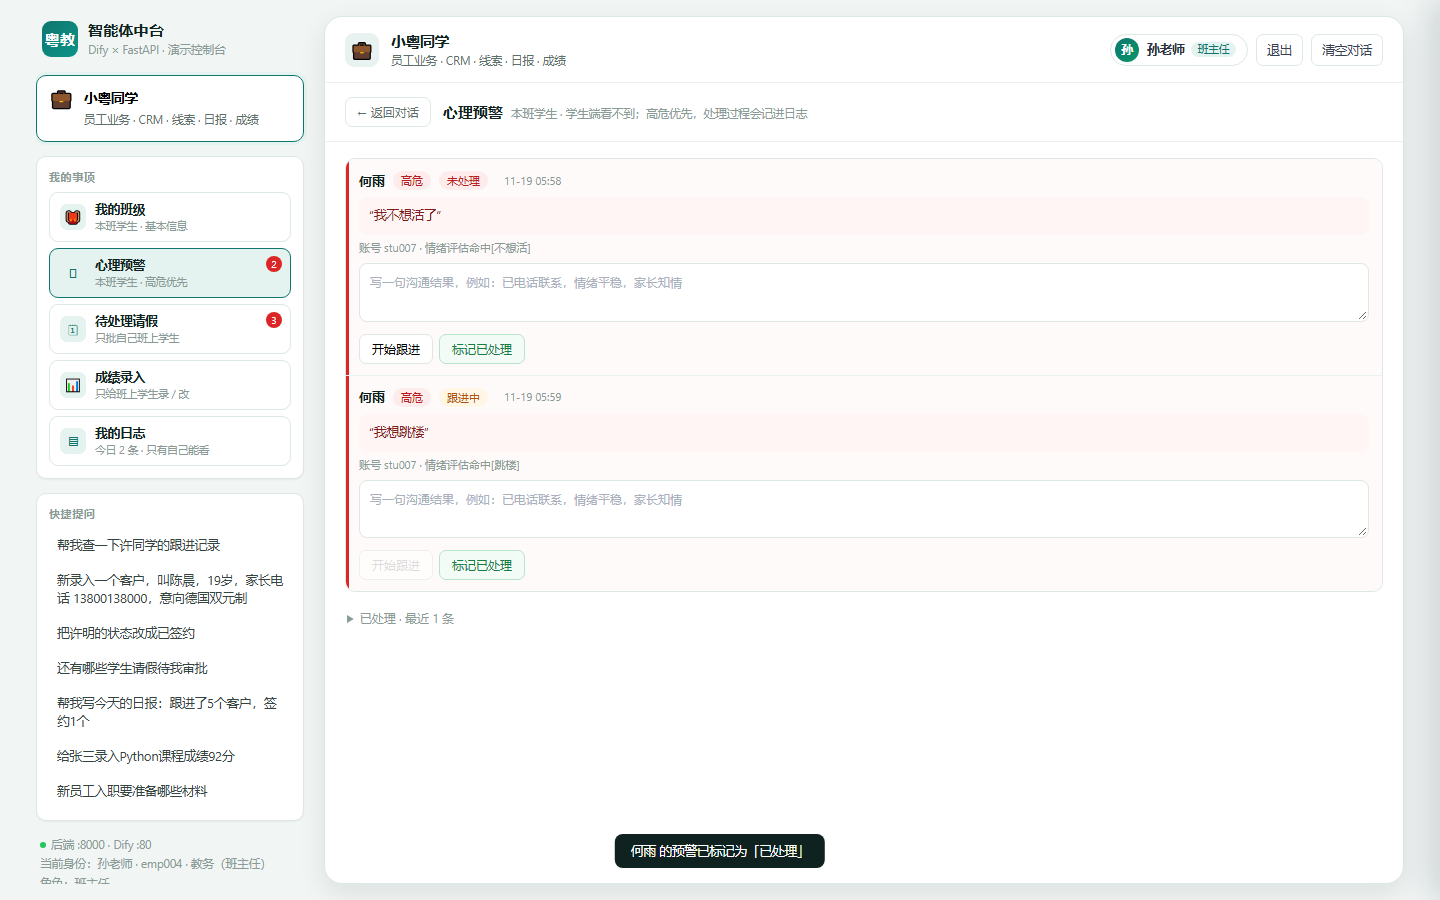 粤教
智能体中台
Dify × FastAPI · 演示控制台
小粤同学
员工业务 · CRM · 线索 · 日报 · 成绩
我的事项
我的班级
本班学生 · 基本信息
心理预警
本班学生 · 高危优先
2
待处理请假
只批自己班上学生
3
成绩录入
只给班上学生录 / 改
我的日志
今日 2 条 · 只有自己能看
快捷提问
帮我查一下许同学的跟进记录
新录入一个客户，叫陈晨，19岁，家长电
话 13800138000，意向德国双元制
把许明的状态改成已签约
还有哪些学生请假待我审批
帮我写今天的日报：跟进了5个客户，签
约1个
给张三录入Python课程成绩92分
新员工入职要准备哪些材料
后端 :8000 · Dify :80
当前身份：孙老师 · emp004 · 教务（班主任）
角色：班主任
小粤同学
员工业务 · CRM · 线索 · 日报 · 成绩
孙
孙老师
班主任
退出
清空对话
← 返回对话
心理预警
本班学生 · 学生端看不到；高危优先，处理过程会记进日志
何雨 高危 未处理 11-19 05:58
“我不想活了”
账号 stu007 · 情绪评估命中[不想活]
写一句沟通结果，例如：已电话联系，情绪平稳，家长知情
开始跟进 标记已处理
何雨 高危 跟进中 11-19 05:59
“我想跳楼”
账号 stu007 · 情绪评估命中[跳楼]
写一句沟通结果，例如：已电话联系，情绪平稳，家长知情
开始跟进 标记已处理
▶ 已处理 · 最近 1 条
何雨 的预警已标记为「已处理」